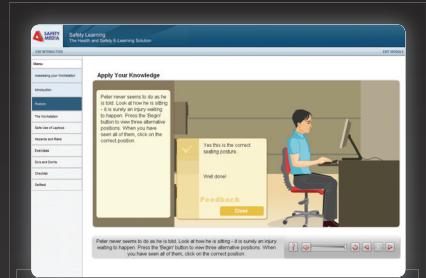 SAFETY
MEDIA
Safety Learning
The Health and Safety E-Learning Solution
EXIT MODULE
Menu
Assessing your Workstation
Introduction
Posture
The Workstation
Safe Use of Laptops
Hazards and Risks
Exercises
Do's and Don'ts
Checklist
Apply Your Knowledge
Peter never seems to do as he
is told. Look at how he is sitting
- it is surely an injury waiting
to happen. Press the 'Begin'
button to view three alternative
positions. When you have
seen all of them, click on the
correct position.
Yes this is the correct
seating posture.
Well done!
Feedback
Close
Peter never seems to do as he is told. Look at how he is sitting - it is surely an injury
waiting to happen. Press the 'Begin' button to view three alternative positions. When
you have seen all of them, click on the correct position.